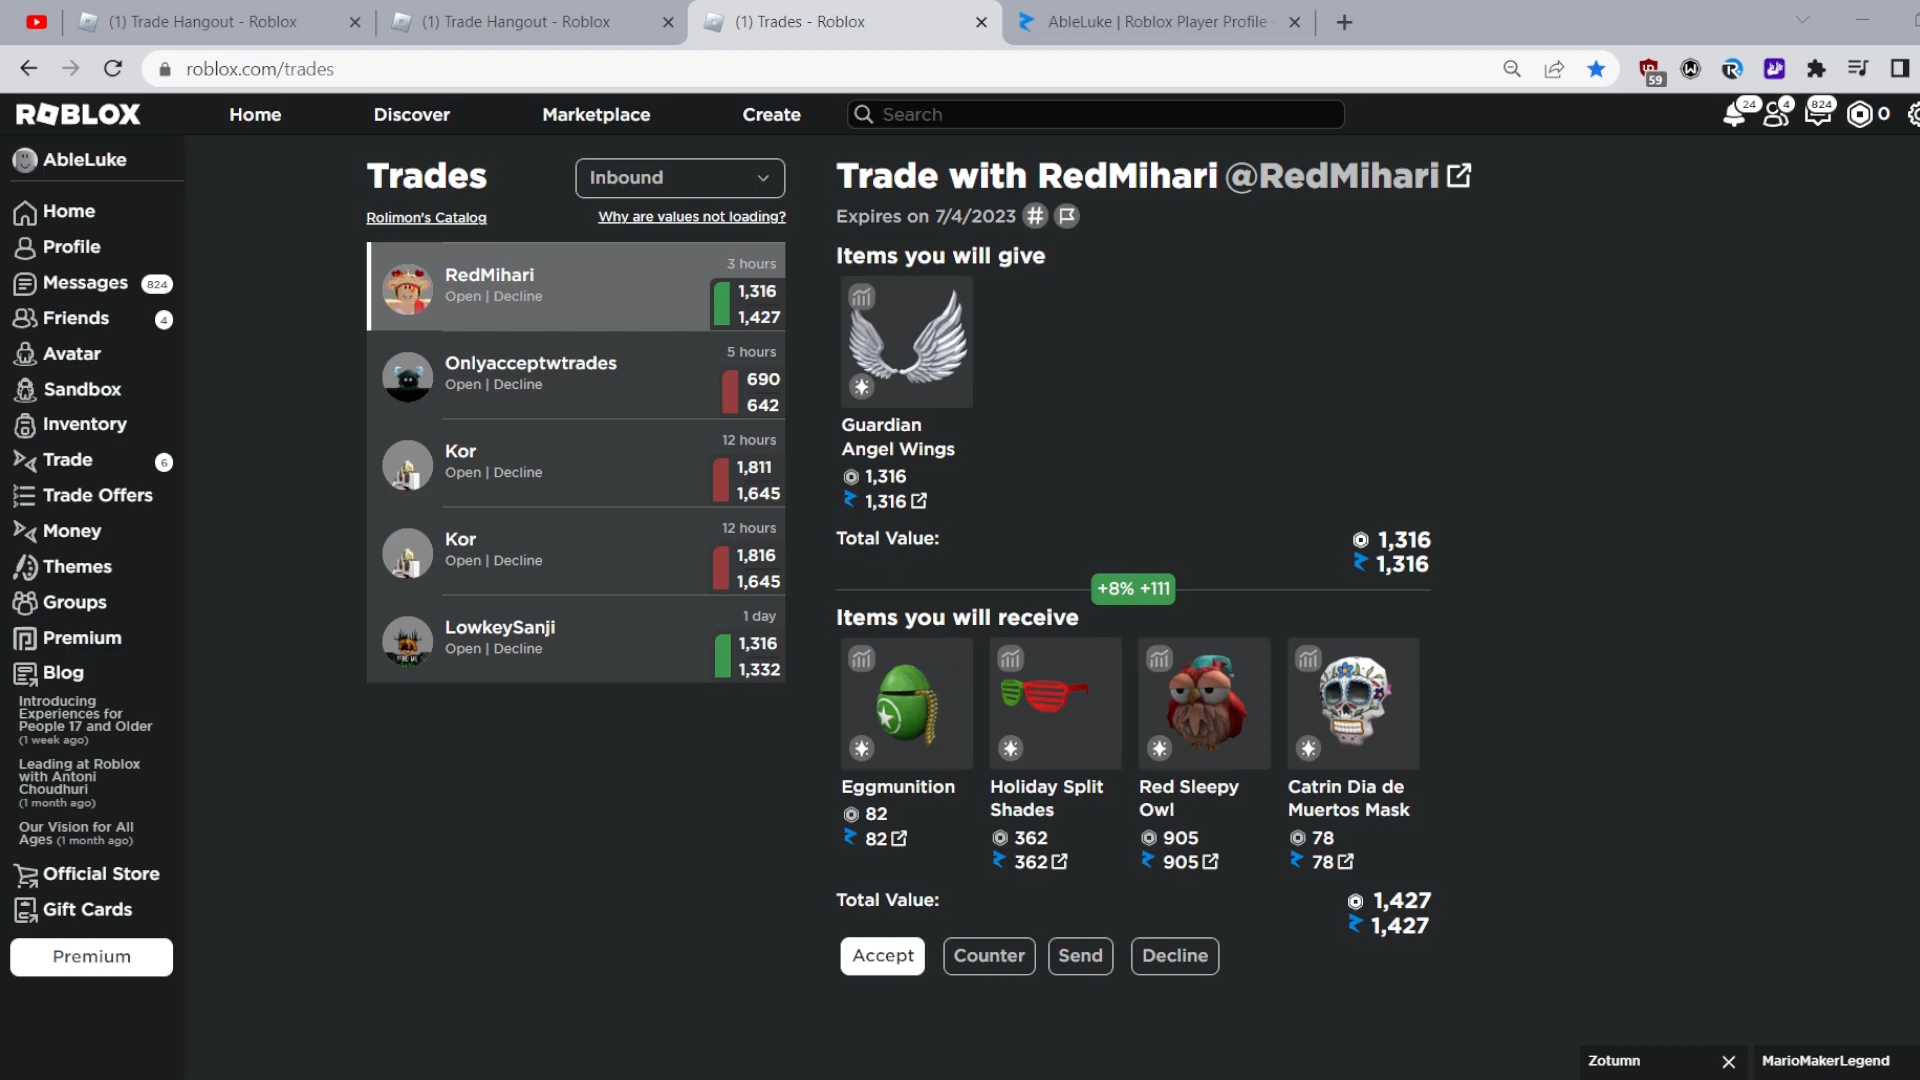 (1) Trade Hangout - Roblox
(1) Trade Hangout - Roblox
(1) Trades - Roblox
AbleLuke | Roblox Player Profile -
roblox.com/trades
59
ROBLOX
Home
Discover
Marketplace
Create
Search
24
4
824
0
AbleLuke
Home
Profile
Messages 824
Friends 4
Avatar
Sandbox
Inventory
Trade 6
Trade Offers
Money
Themes
Groups
Premium
Blog
Introducing
Experiences for
People 17 and Older
(1 week ago)
Leading at Roblox
with Antoni
Choudhuri
(1 month ago)
Our Vision for All
Ages (1 month ago)
Official Store
Gift Cards
Premium
Trades
Inbound
Rolimon's Catalog
Why are values not loading?
RedMihari
Open | Decline
3 hours
1,316
1,427
Onlyacceptwtrades
Open | Decline
5 hours
690
642
Kor
Open | Decline
12 hours
1,811
1,645
Kor
Open | Decline
12 hours
1,816
1,645
LowkeySanji
Open | Decline
1 day
1,316
1,332
Trade with RedMihari @RedMihari
Expires on 7/4/2023 #
Items you will give
Guardian
Angel Wings
1,316
1,316
Total Value:
1,316
1,316
+8% +111
Items you will receive
Eggmunition
82
82
Holiday Split
Shades
362
362
Red Sleepy
Owl
905
905
Catrin Dia de
Muertos Mask
78
78
Total Value:
1,427
1,427
Accept
Counter
Send
Decline
Zotumn
MarioMakerLegend